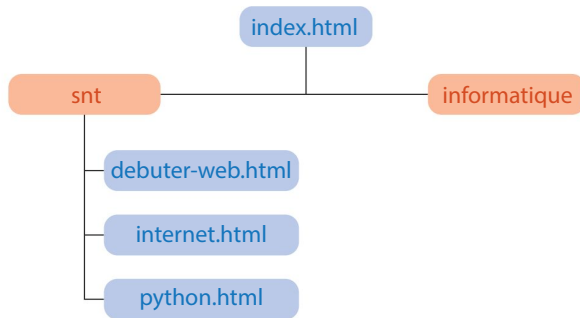 index.html
snt
informatique
debuter-web.html
internet.html
python.html